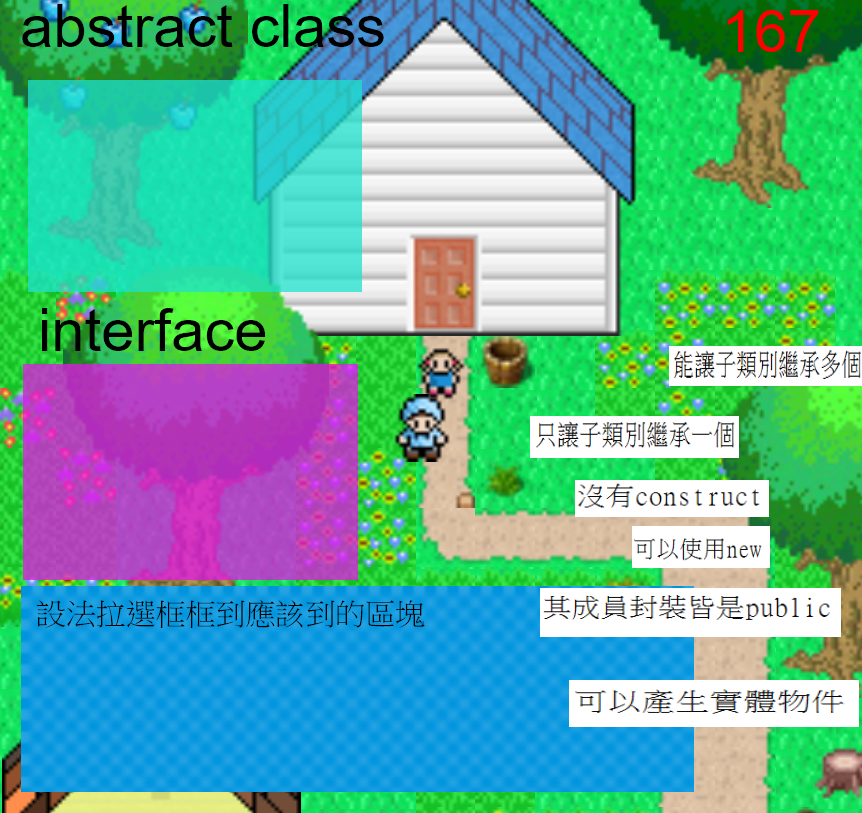 abstract class
167
interface
能讓子類別繼承多個
只讓子類別繼承一個
沒有construct
可以使用new
設法拉選框框到應該到的區塊
其成員封裝皆是public
可以產生實體物件